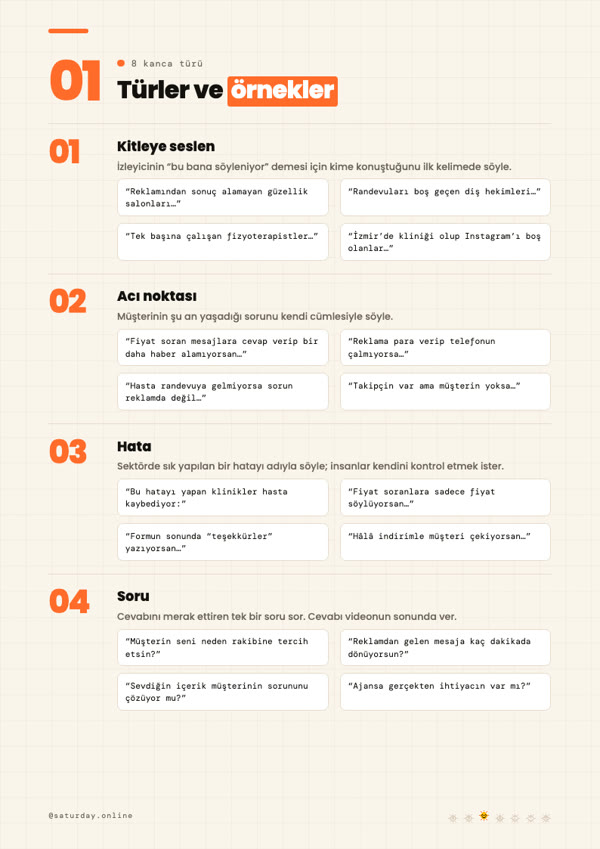 01
8 kanca türü
Türler ve örnekler
01
Kitleye seslen
İzleyicinin “bu bana söyleniyor” demesi için kime konuştuğunu ilk kelimede söyle.
“Reklamından sonuç alamayan güzellik
salonları…”
“Randevuları boş geçen diş hekimleri…”
“Tek başına çalışan fizyoterapistler…”
“İzmir’de kliniği olup Instagram’ı boş
olanlar…”
02
Acı noktası
Müşterinin şu an yaşadığı sorunu kendi cümlesiyle söyle.
“Fiyat soran mesajlara cevap verip bir
daha haber alamıyorsan…”
“Reklama para verip telefonun
çalmıyorsa…”
“Hasta randevuya gelmiyorsa sorun
reklamda değil…”
“Takipçin var ama müşterin yoksa…”
03
Hata
Sektörde sık yapılan bir hatayı adıyla söyle; insanlar kendini kontrol etmek ister.
“Bu hatayı yapan klinikler hasta
kaybediyor:”
“Fiyat soranlara sadece fiyat
söylüyorsan…”
“Formun sonunda “teşekkürler”
yazıyorsan…”
“Hâlâ indirimle müşteri çekiyorsan…”
04
Soru
Cevabını merak ettiren tek bir soru sor. Cevabı videonun sonunda ver.
“Müşterin seni neden rakibine tercih
etsin?”
“Reklamdan gelen mesaja kaç dakikada
dönüyorsun?”
“Sevdiğin içerik müşterinin sorununu
çözüyor mu?”
“Ajansa gerçekten ihtiyacın var mı?”
@saturday.online